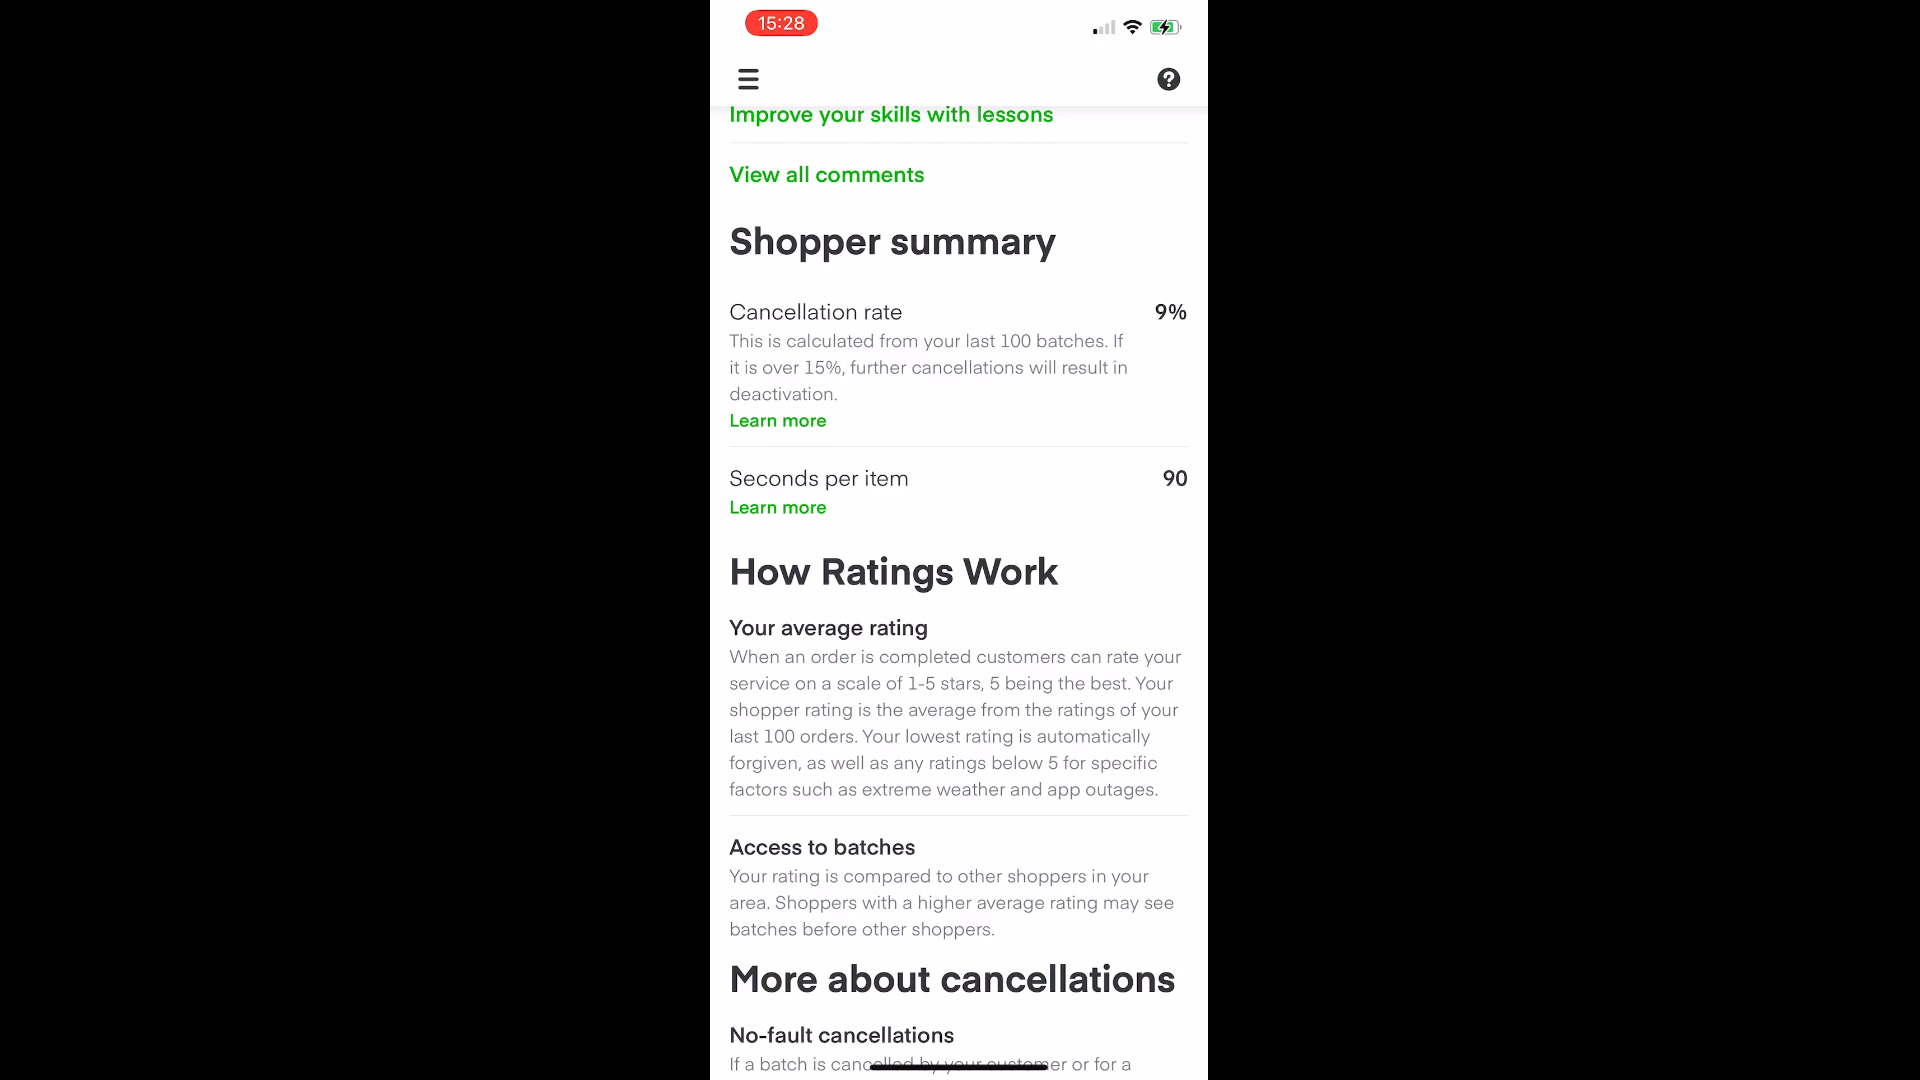 15:28
Improve your skills with lessons
View all comments
Shopper summary
Cancellation rate 9%
This is calculated from your last 100 batches. If
it is over 15%, further cancellations will result in
deactivation.
Learn more
Seconds per item 90
Learn more
How Ratings Work
Your average rating
When an order is completed customers can rate your
service on a scale of 1-5 stars, 5 being the best. Your
shopper rating is the average from the ratings of your
last 100 orders. Your lowest rating is automatically
forgiven, as well as any ratings below 5 for specific
factors such as extreme weather and app outages.
Access to batches
Your rating is compared to other shoppers in your
area. Shoppers with a higher average rating may see
batches before other shoppers.
More about cancellations
No-fault cancellations
If a batch is cancelled by your customer or for a